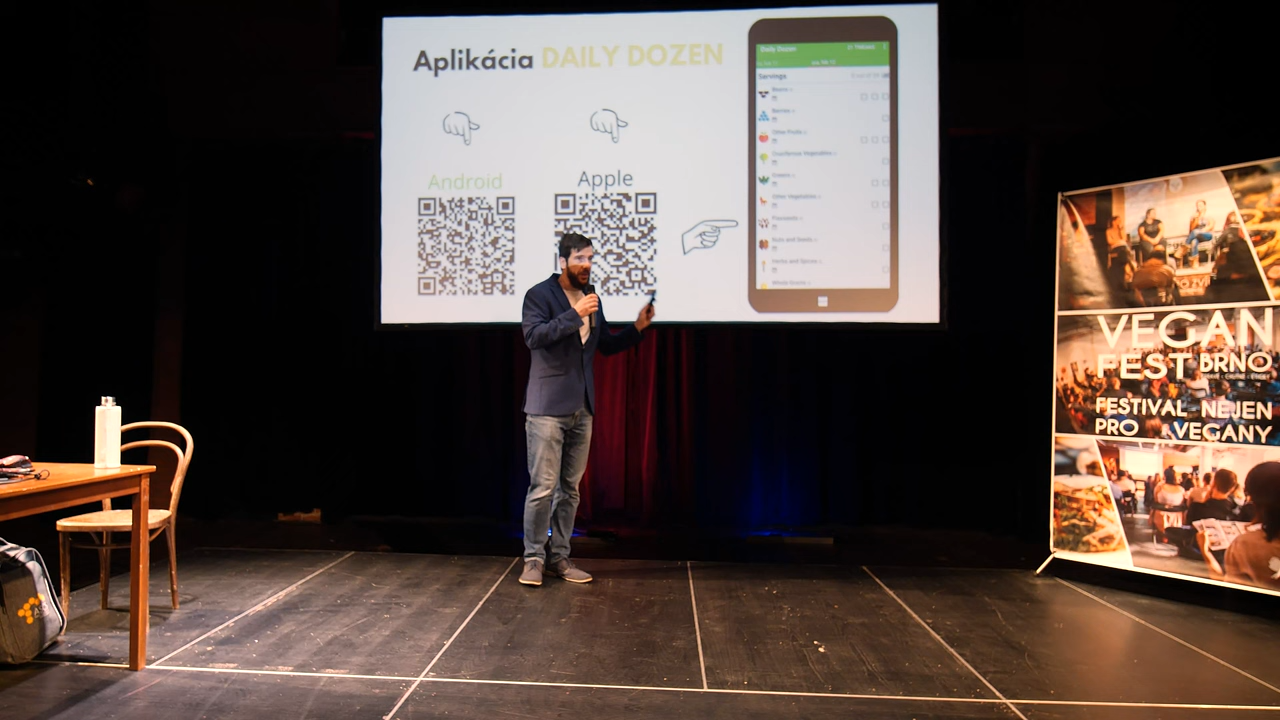 Aplikácia DAILY DOZEN
Android
Apple
Daily Dozen
Servings
Beans
Berries
Other Fruits
Cruciferous Vegetables
Greens
Other Vegetables
Flaxseeds
Nuts and Seeds
Herbs and Spices
Whole Grains
VEGAN
FEST BRNO
FESTIVAL NEJEN
PRO VEGANY